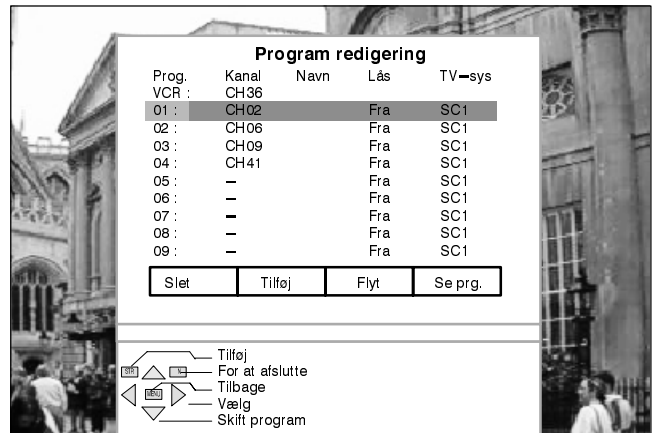 Program redigering
Prog. Kanal Navn Lås TV-sys
VCR : CH36
01 : CH02 Fra SC1
02 : CH06 Fra SC1
03 : CH09 Fra SC1
04 : CH41 Fra SC1
05 : – Fra SC1
06 : – Fra SC1
07 : – Fra SC1
08 : – Fra SC1
09 : – Fra SC1
Slet Tilføj Flyt Se prg.
Tilføj
STR N For at afslutte
MENU Tilbage
Vælg
Skift program